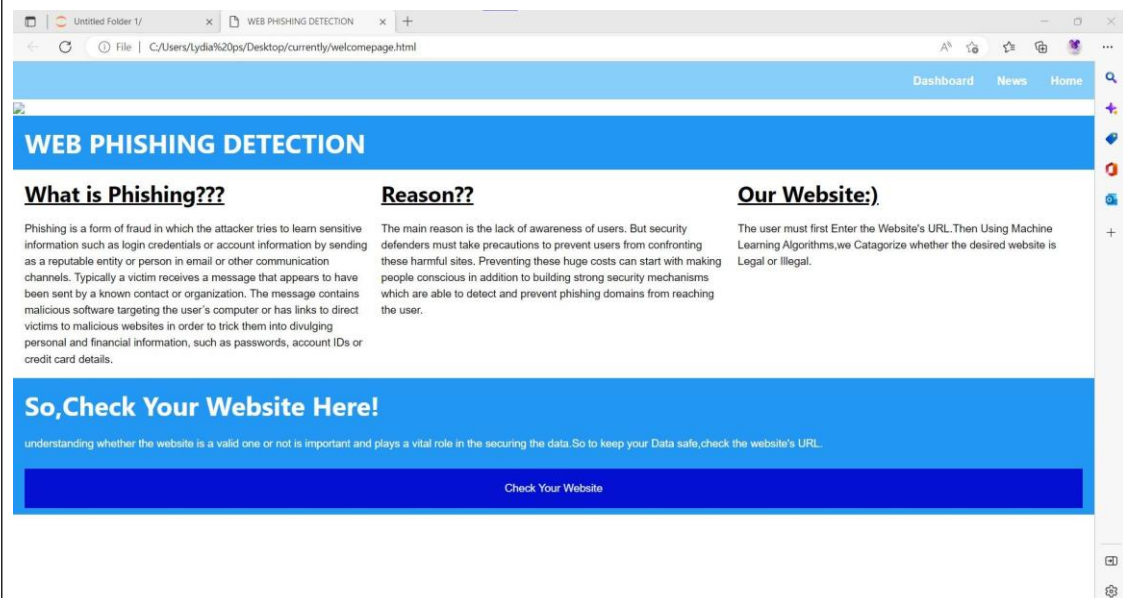 Untitled Folder 1/
WEB PHISHING DETECTION
File
C:/Users/Lydia%20ps/Desktop/currently/welcomepage.html
Dashboard
News
Home
WEB PHISHING DETECTION
What is Phishing???
Phishing is a form of fraud in which the attacker tries to learn sensitive
information such as login credentials or account information by sending
as a reputable entity or person in email or other communication
channels. Typically a victim receives a message that appears to have
been sent by a known contact or organization. The message contains
malicious software targeting the user's computer or has links to direct
victims to malicious websites in order to trick them into divulging
personal and financial information, such as passwords, account IDs or
credit card details.
Reason??
The main reason is the lack of awareness of users. But security
defenders must take precautions to prevent users from confronting
these harmful sites. Preventing these huge costs can start with making
people conscious in addition to building strong security mechanisms
which are able to detect and prevent phishing domains from reaching
the user.
Our Website:)
The user must first Enter the Website's URL.Then Using Machine
Learning Algorithms,we Catagorize whether the desired website is
Legal or Illegal.
So,Check Your Website Here!
understanding whether the website is a valid one or not is important and plays a vital role in the securing the data.So to keep your Data safe,check the website's URL.
Check Your Website